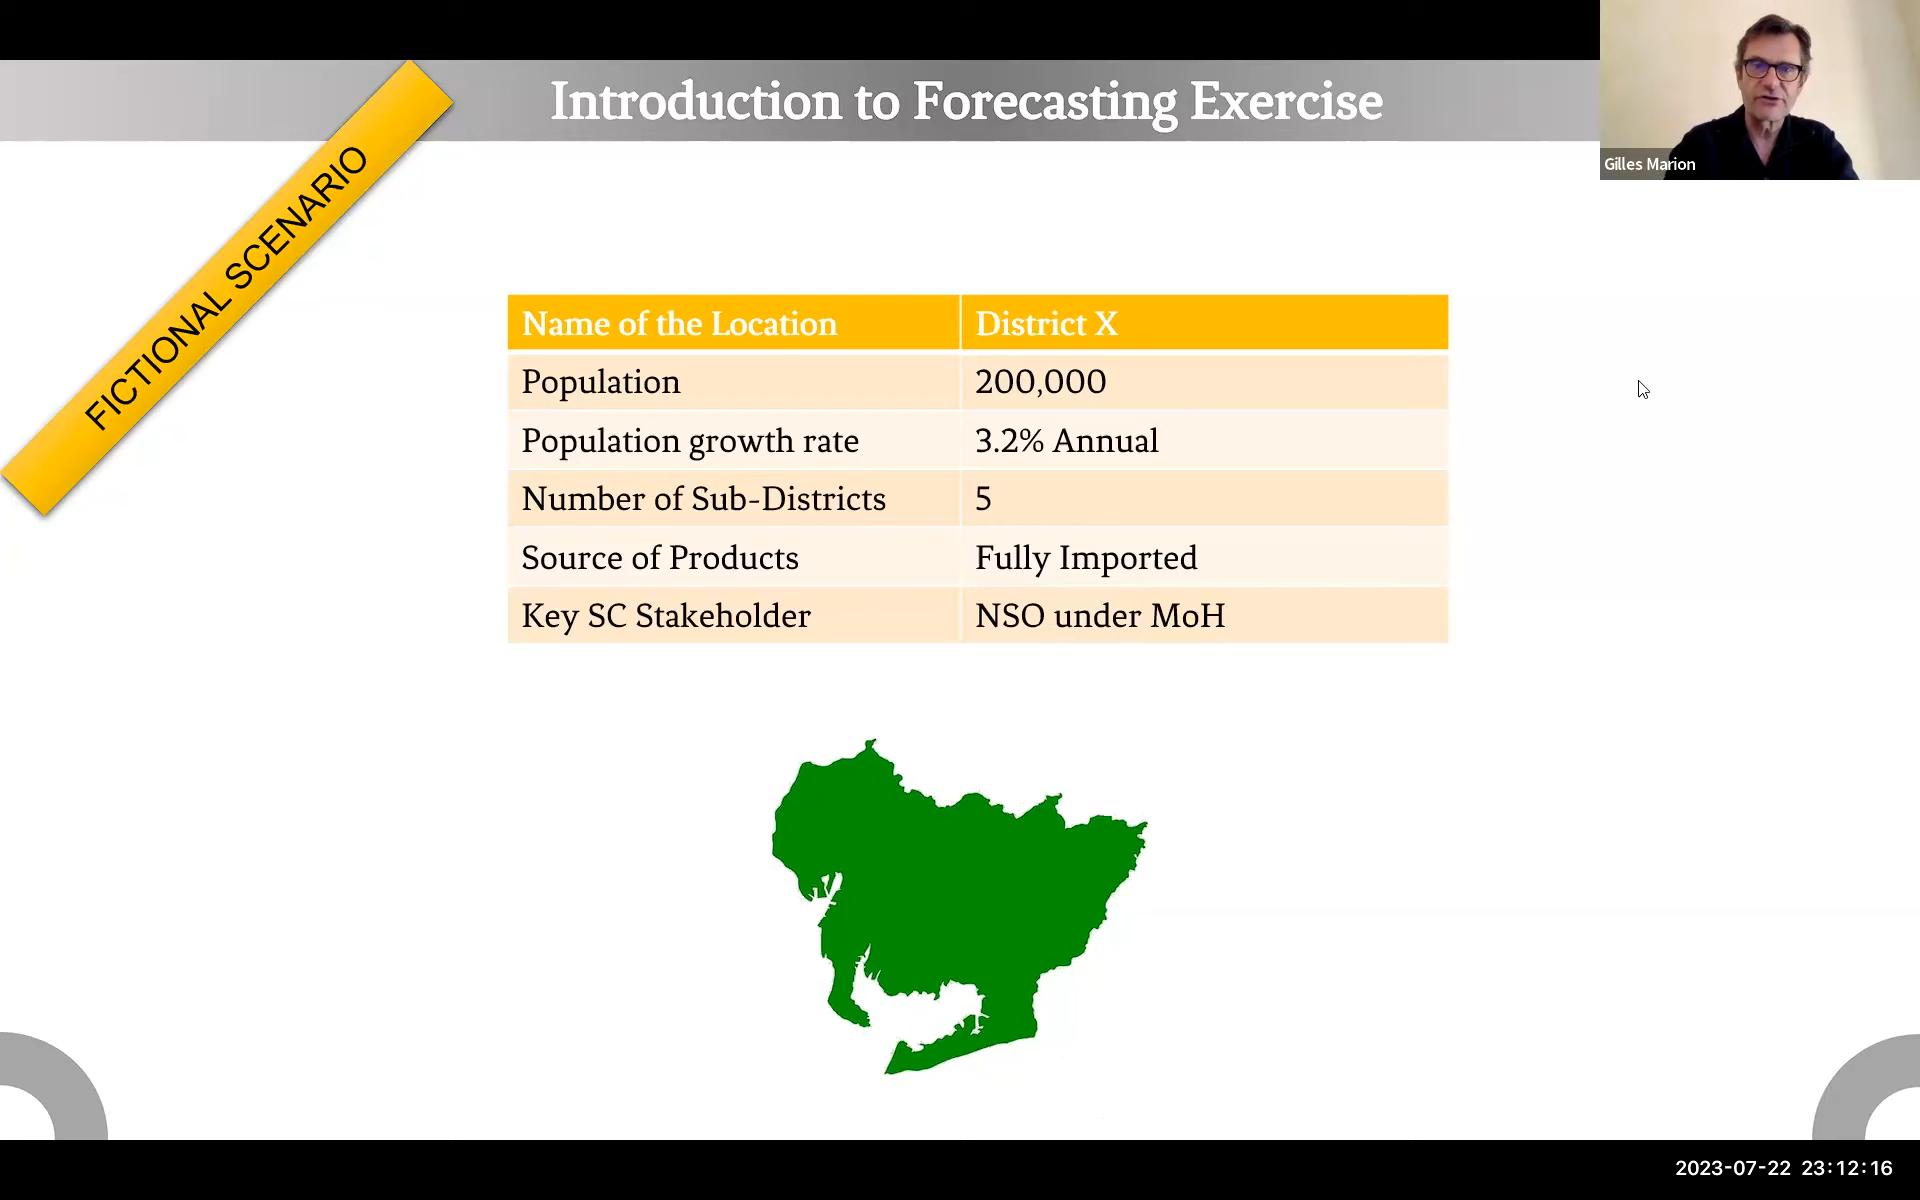 Introduction to Forecasting Exercise
Gilles Marion
FICTIONAL SCENARIO
Name of the Location District X
Population 200,000
Population growth rate 3.2% Annual
Number of Sub-Districts 5
Source of Products Fully Imported
Key SC Stakeholder NSO under MoH
2023-07-22 23:12:16